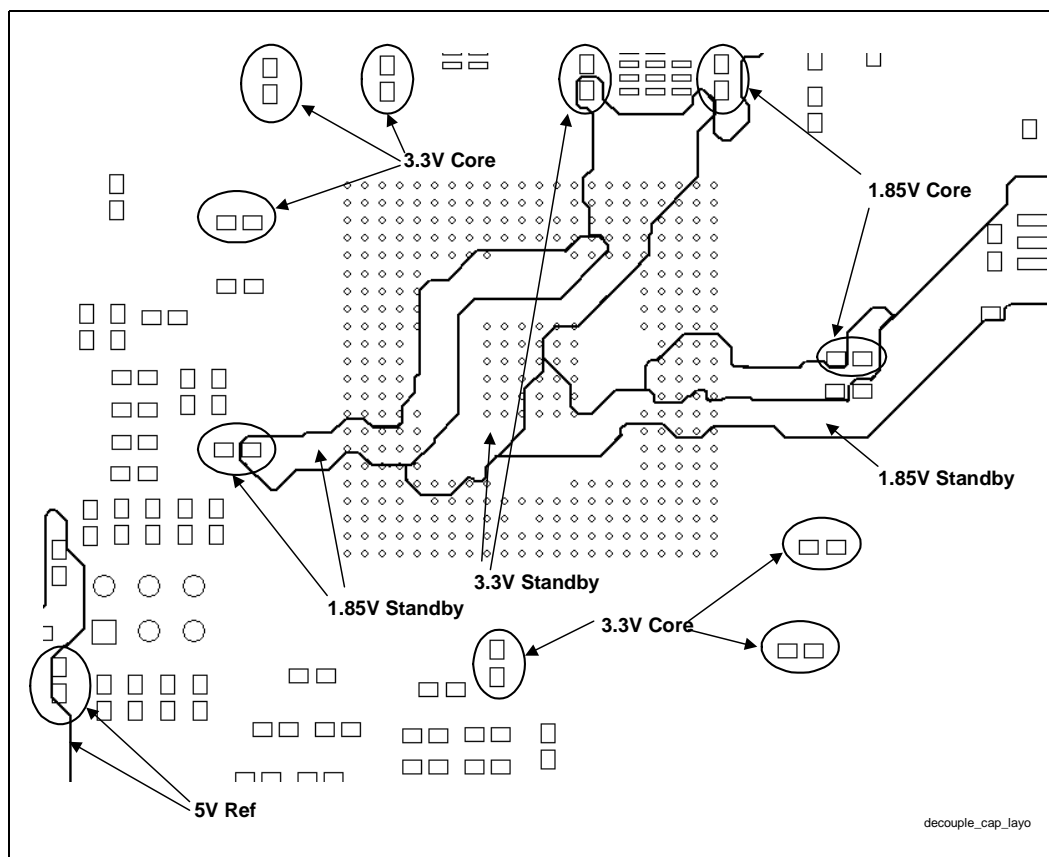 3.3V Core
1.85V Core
1.85V Standby
3.3V Standby
1.85V Standby
3.3V Core
5V Ref
decouple_cap_layo